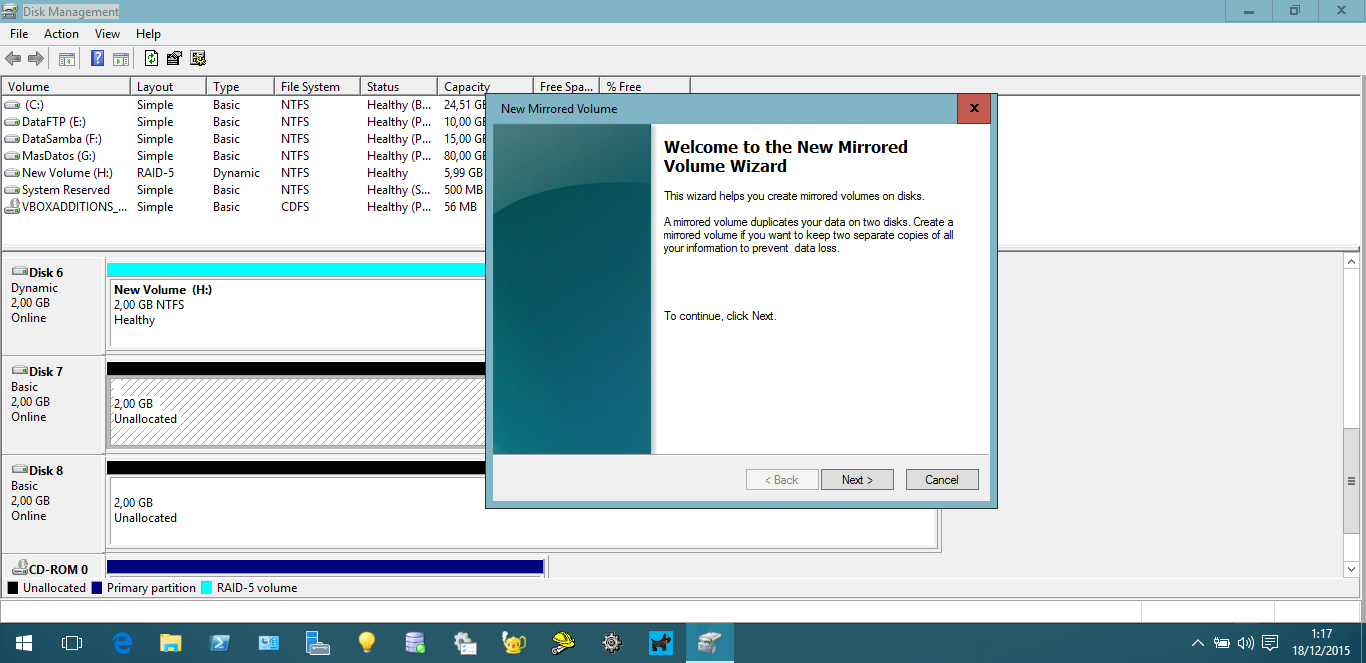 Disk Management
File Action View Help
Volume Layout Type File System Status Capacity Free Spa... % Free
(C:) Simple Basic NTFS Healthy (B... 24,51 GB
DataFTP (E:) Simple Basic NTFS Healthy (P... 10,00 GB
DataSamba (F:) Simple Basic NTFS Healthy (P... 15,00 GB
MasDatos (G:) Simple Basic NTFS Healthy (P... 80,00 GB
New Volume (H:) RAID-5 Dynamic NTFS Healthy 5,99 GB
System Reserved Simple Basic NTFS Healthy (S... 500 MB
VBOXADDITIONS_... Simple Basic CDFS Healthy (P... 56 MB
New Mirrored Volume
Welcome to the New Mirrored
Volume Wizard
This wizard helps you create mirrored volumes on disks.
A mirrored volume duplicates your data on two disks. Create a
mirrored volume if you want to keep two separate copies of all
your information to prevent data loss.
To continue, click Next.
< Back Next > Cancel
Disk 6
Dynamic
2,00 GB
Online
New Volume (H:)
2,00 GB NTFS
Healthy
Disk 7
Basic
2,00 GB
Online
2,00 GB
Unallocated
Disk 8
Basic
2,00 GB
Online
2,00 GB
Unallocated
CD-ROM 0
Unallocated Primary partition RAID-5 volume
1:17
18/12/2015